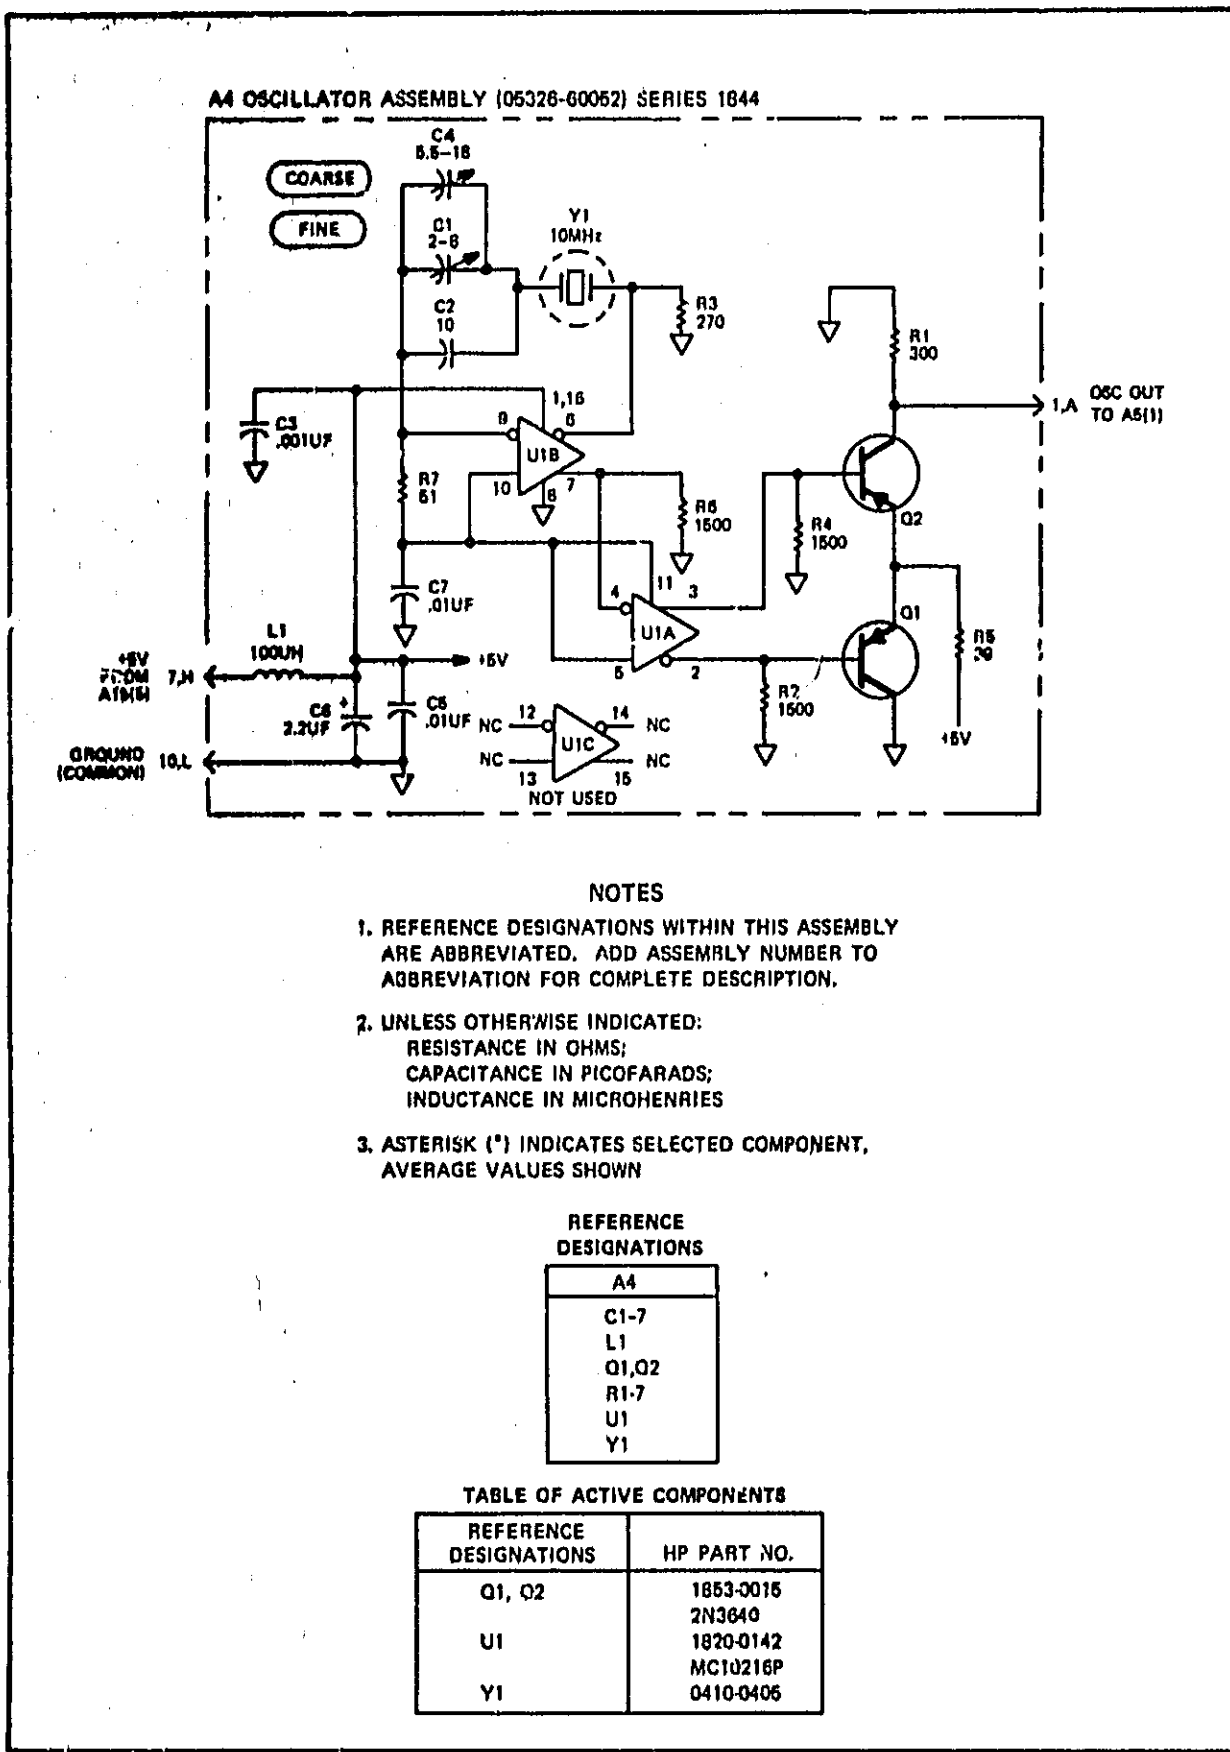 A4 OSCILLATOR ASSEMBLY (05326-60052) SERIES 1844
COARSE
FINE
C4
5.5-18
C1
2-8
C2
10
Y1
10MHz
R3
270
R1
300
1,A
OSC OUT
TO A5(1)
C3
.001UF
1,16
9
6
U1B
10
7
8
R7
51
R6
1500
R4
1500
Q2
C7
.01UF
11
4
3
U1A
5
2
Q1
R5
L1
100UH
+5V
7,H
+5V
C6
2.2UF
+
C5
.01UF
R2
1500
+5V
NC
12
14
NC
U1C
NC
13
15
NC
NOT USED
GROUND
(COMMON)
10,L
NOTES
1. REFERENCE DESIGNATIONS WITHIN THIS ASSEMBLY
ARE ABBREVIATED. ADD ASSEMBLY NUMBER TO
ABBREVIATION FOR COMPLETE DESCRIPTION.
2. UNLESS OTHERWISE INDICATED:
RESISTANCE IN OHMS;
CAPACITANCE IN PICOFARADS;
INDUCTANCE IN MICROHENRIES
3. ASTERISK (*) INDICATES SELECTED COMPONENT,
AVERAGE VALUES SHOWN
REFERENCE
DESIGNATIONS
A4
C1-7
L1
Q1,Q2
R1-7
U1
Y1
TABLE OF ACTIVE COMPONENTS
REFERENCE
DESIGNATIONS
HP PART NO.
Q1, Q2
1853-0015
2N3640
U1
1820-0142
MC10216P
Y1
0410-0405